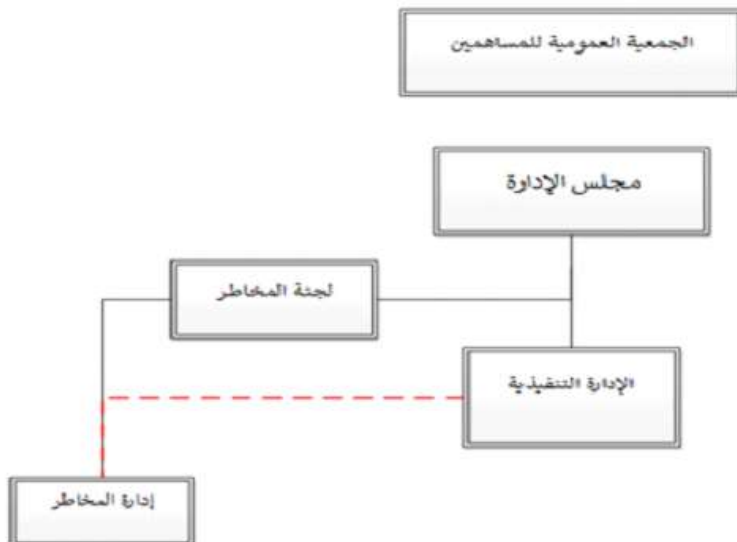 الجمعية العمومية للمساهمين
مجلس الإدارة
لجنة المخاطر
الإدارة التنفيذية
إدارة المخاطر